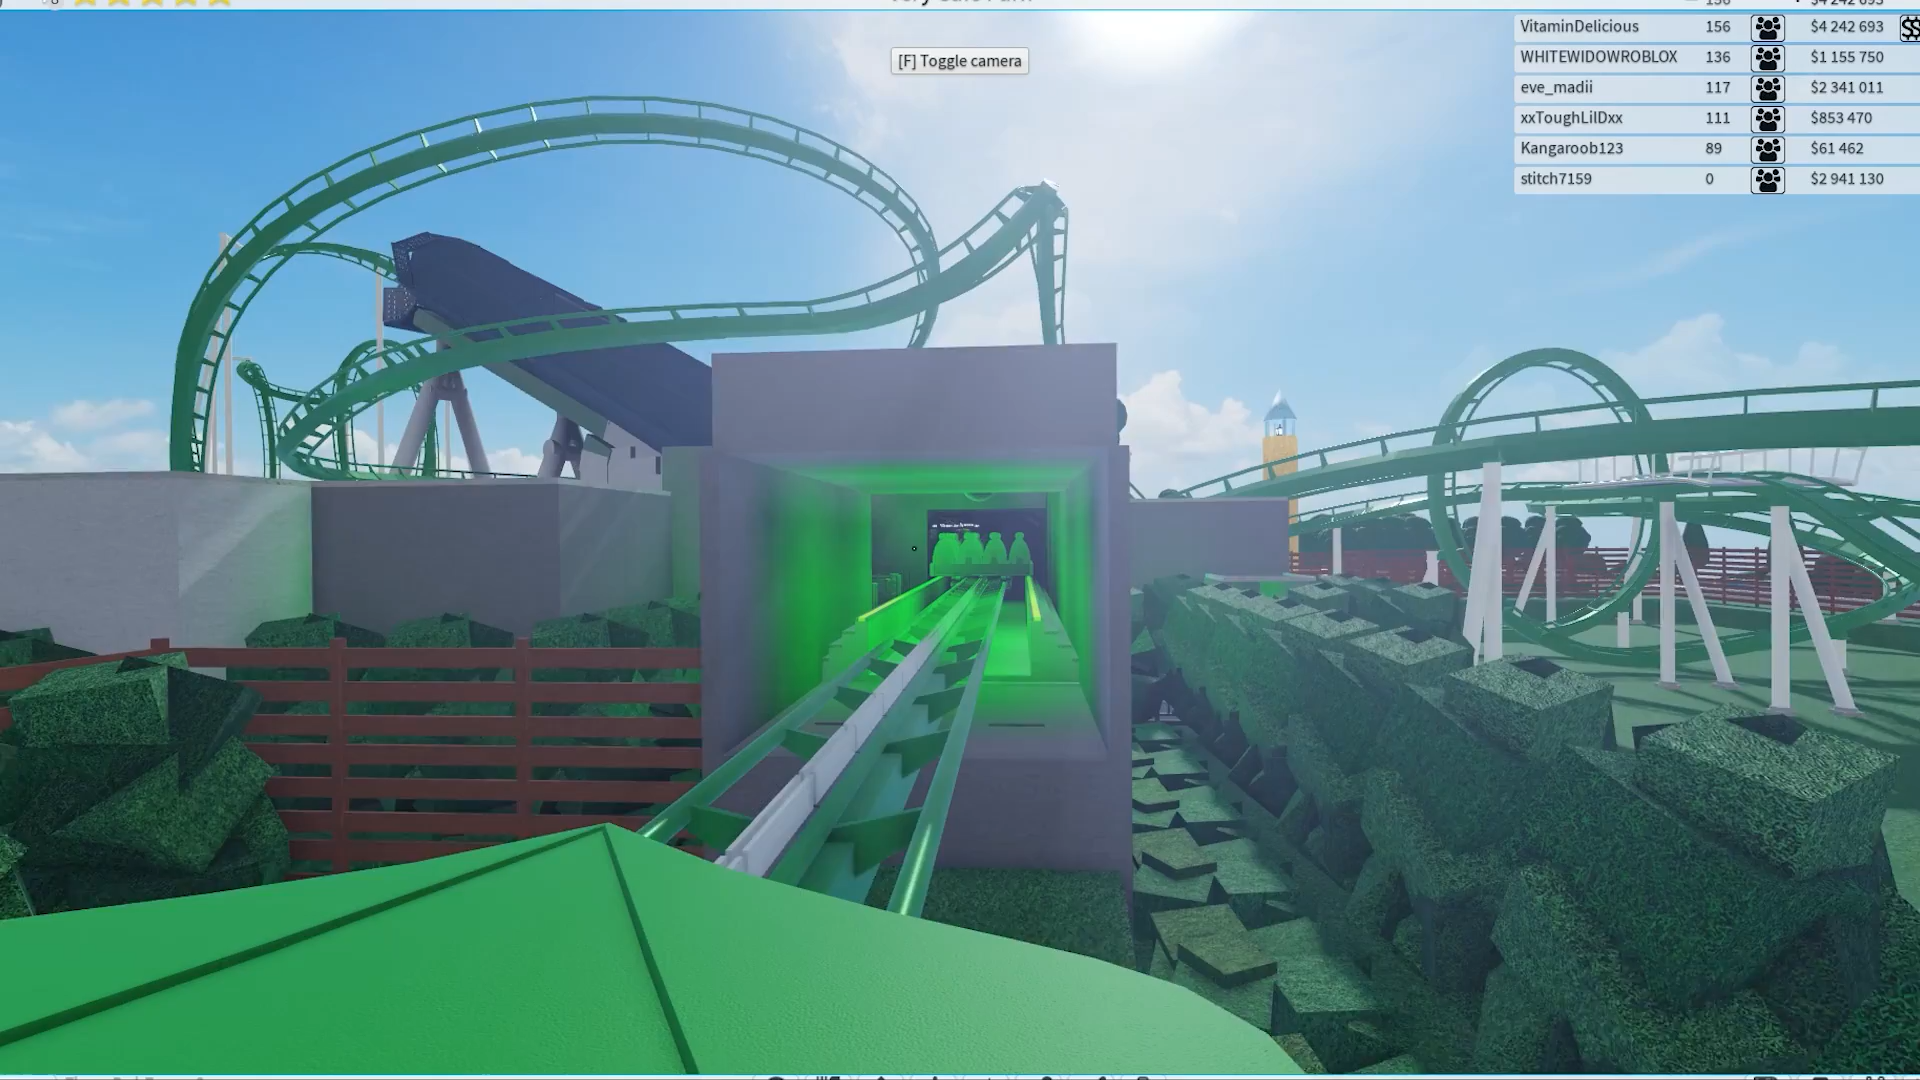 [F] Toggle camera
VitaminDelicious 156 $4 242 693
WHITEWIDOWROBLOX 136 $1 155 750
eve_madii 117 $2 341 011
xxToughLilDxx 111 $853 470
Kangaroob123 89 $61 462
stitch7159 0 $2 941 130